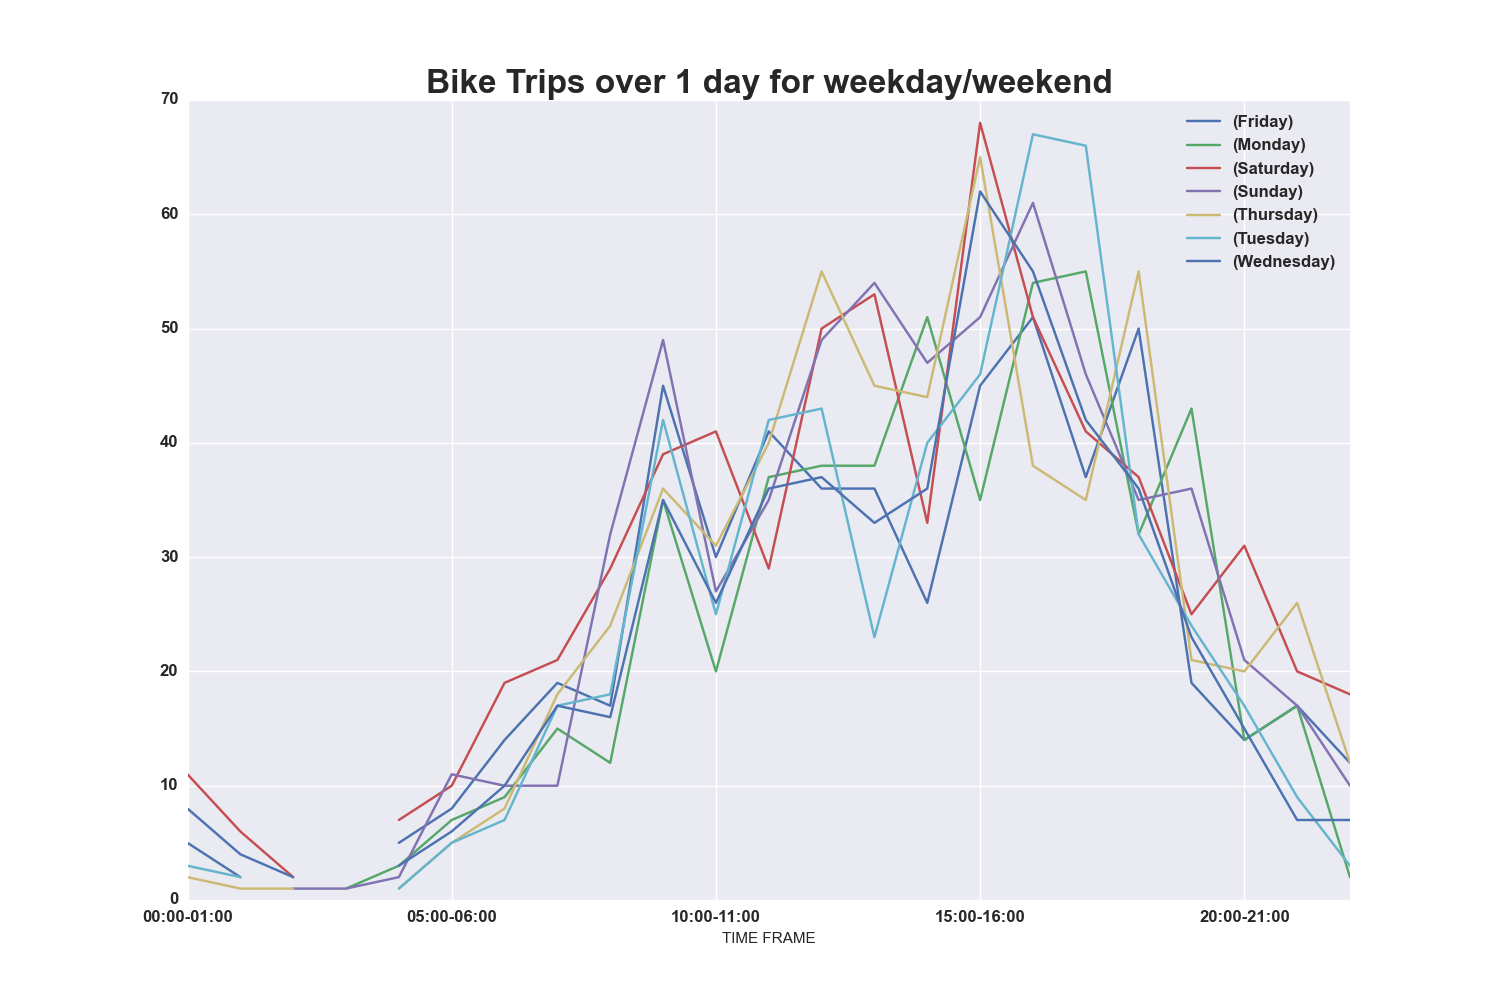 Bike Trips over 1 day for weekday/weekend
70
60
50
40
30
20
10
0
(Friday)
(Monday)
(Saturday)
(Sunday)
(Thursday)
(Tuesday)
(Wednesday)
00:00-01:00 05:00-06:00 10:00-11:00 15:00-16:00 20:00-21:00
TIME FRAME